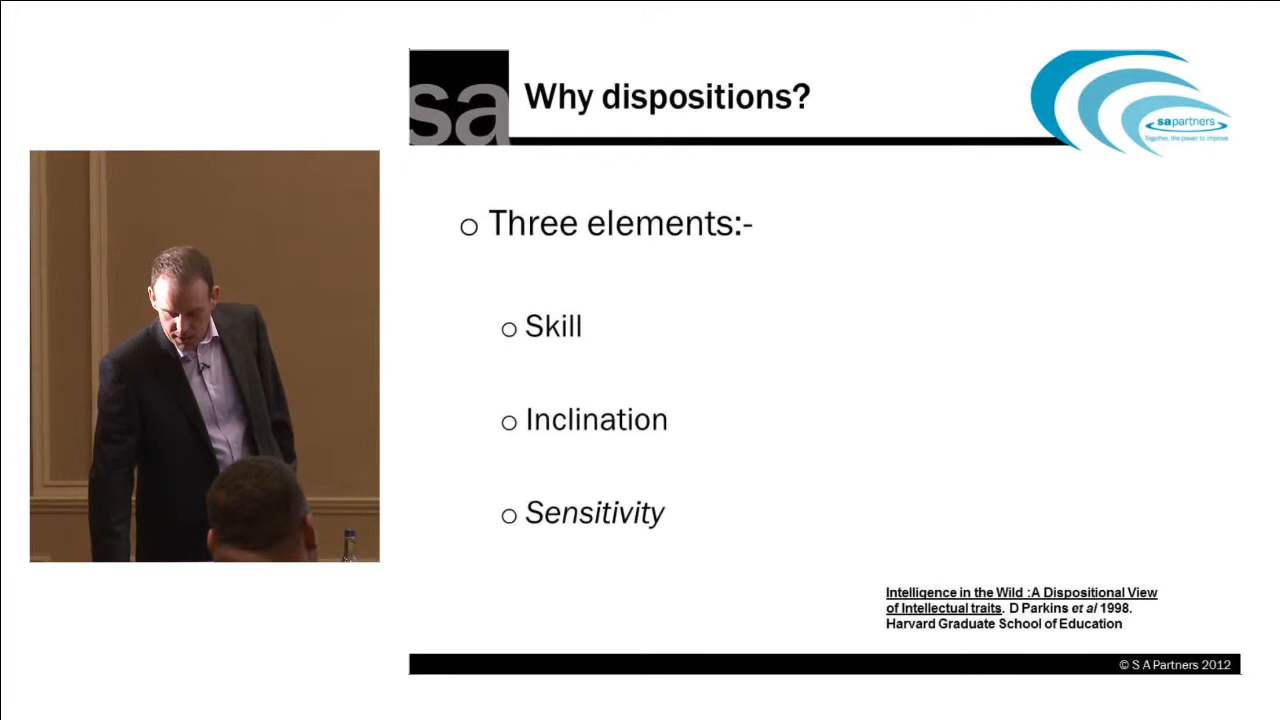 sa
Why dispositions?
sapartners
Together, the power to improve
o Three elements:-
o Skill
o Inclination
o Sensitivity
Intelligence in the Wild :A Dispositional View
of Intellectual traits. D Parkins et al 1998.
Harvard Graduate School of Education
© S A Partners 2012